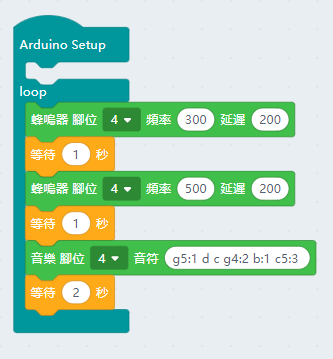 Arduino Setup
loop
蜂鳴器 腳位 4 頻率 300 延遲 200
等待 1 秒
蜂鳴器 腳位 4 頻率 500 延遲 200
等待 1 秒
音樂 腳位 4 音符 g5:1 d c g4:2 b:1 c5:3
等待 2 秒